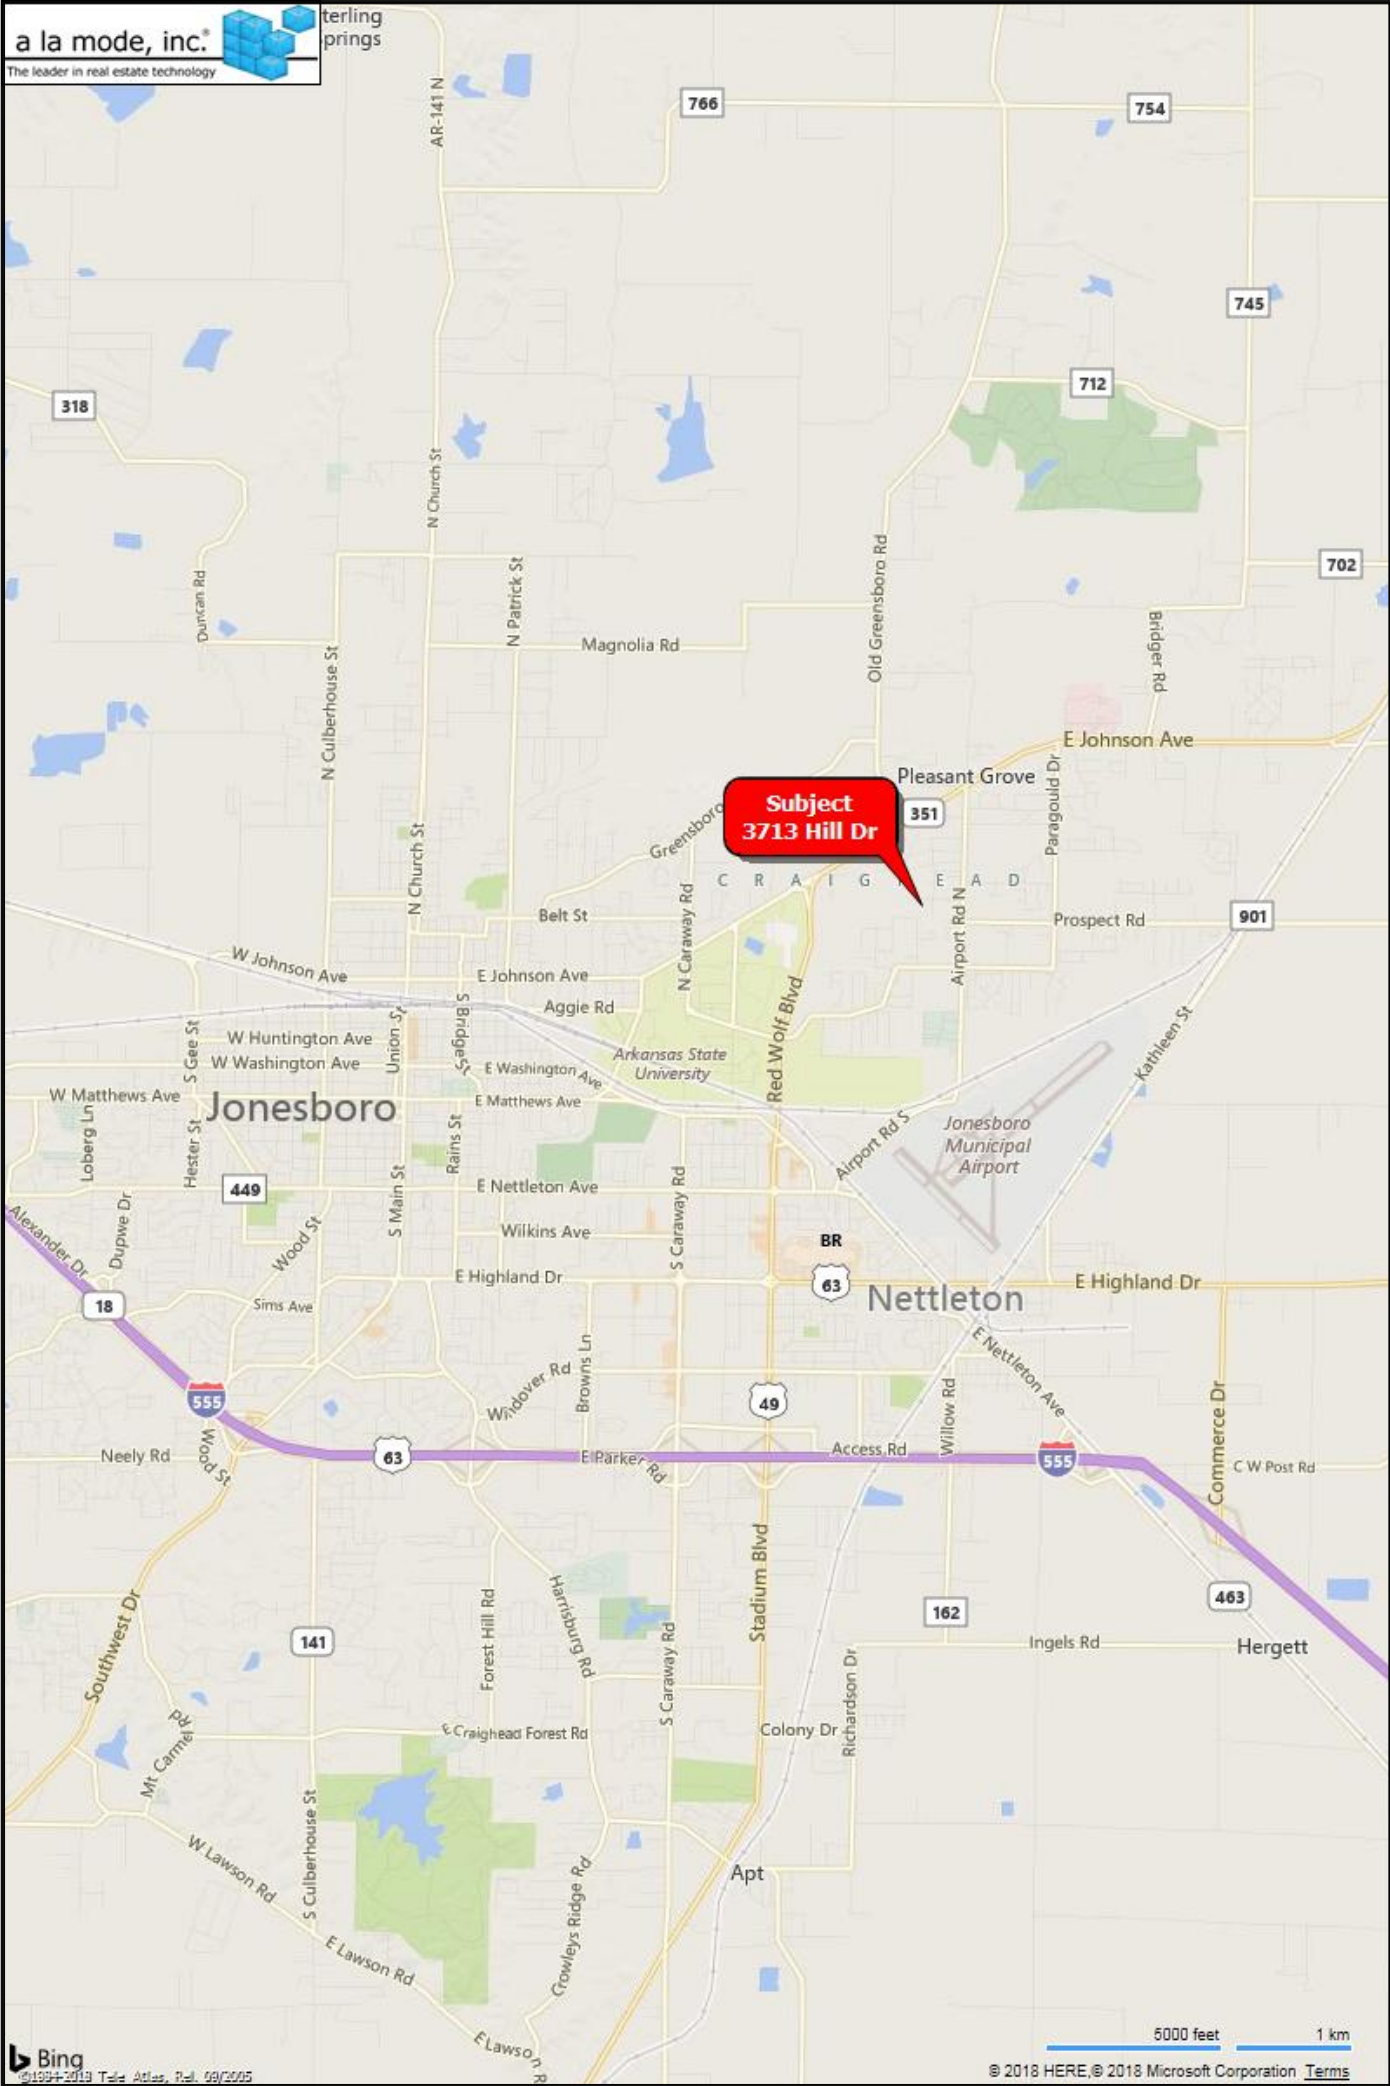 a la mode, inc.
The leader in real estate technology
terling
prings
AR-141 N
766
754
745
318
712
N Church St
702
Duncan Rd
N Patrick St
Old Greensboro Rd
Bridger Rd
Magnolia Rd
N Culberhouse St
E Johnson Ave
Pleasant Grove
Paragould Dr
Subject
3713 Hill Dr
351
Greensboro
N Church St
CRAIG EAD
N Caraway Rd
Airport Rd N
Belt St
Prospect Rd
901
W Johnson Ave
E Johnson Ave
Aggie Rd
Red Wolf Blvd
S Gee St
W Huntington Ave
Union St
S Bridge St
W Washington Ave
E Washington Ave
Arkansas State
University
Kathleen St
W Matthews Ave
Jonesboro
E Matthews Ave
Loberg Ln
Hester St
Rains St
Airport Rd S
Jonesboro
Municipal
Airport
449
S Main St
E Nettleton Ave
S Caraway Rd
Alexander Dr
Dupwe Dr
Wood St
Wilkins Ave
BR
63
E Highland Dr
E Highland Dr
18
Sims Ave
Nettleton
E Nettleton Ave
Windover Rd
Browns Ln
555
49
Willow Rd
Commerce Dr
Neely Rd
Wood St
63
E Parker Rd
Access Rd
555
C W Post Rd
Stadium Blvd
Southwest Dr
Forest Hill Rd
Harrisburg Rd
463
162
141
S Caraway Rd
Ingels Rd
Hergett
Richardson Dr
Mt Carmel Rd
E Craighead Forest Rd
Colony Dr
S Culberhouse St
W Lawson Rd
Apt
Crowleys Ridge Rd
E Lawson Rd
E Lawson R
5000 feet
1 km
Bing
©1984-2018 Tele Atlas, Rel. 09/2005
© 2018 HERE,© 2018 Microsoft Corporation Terms